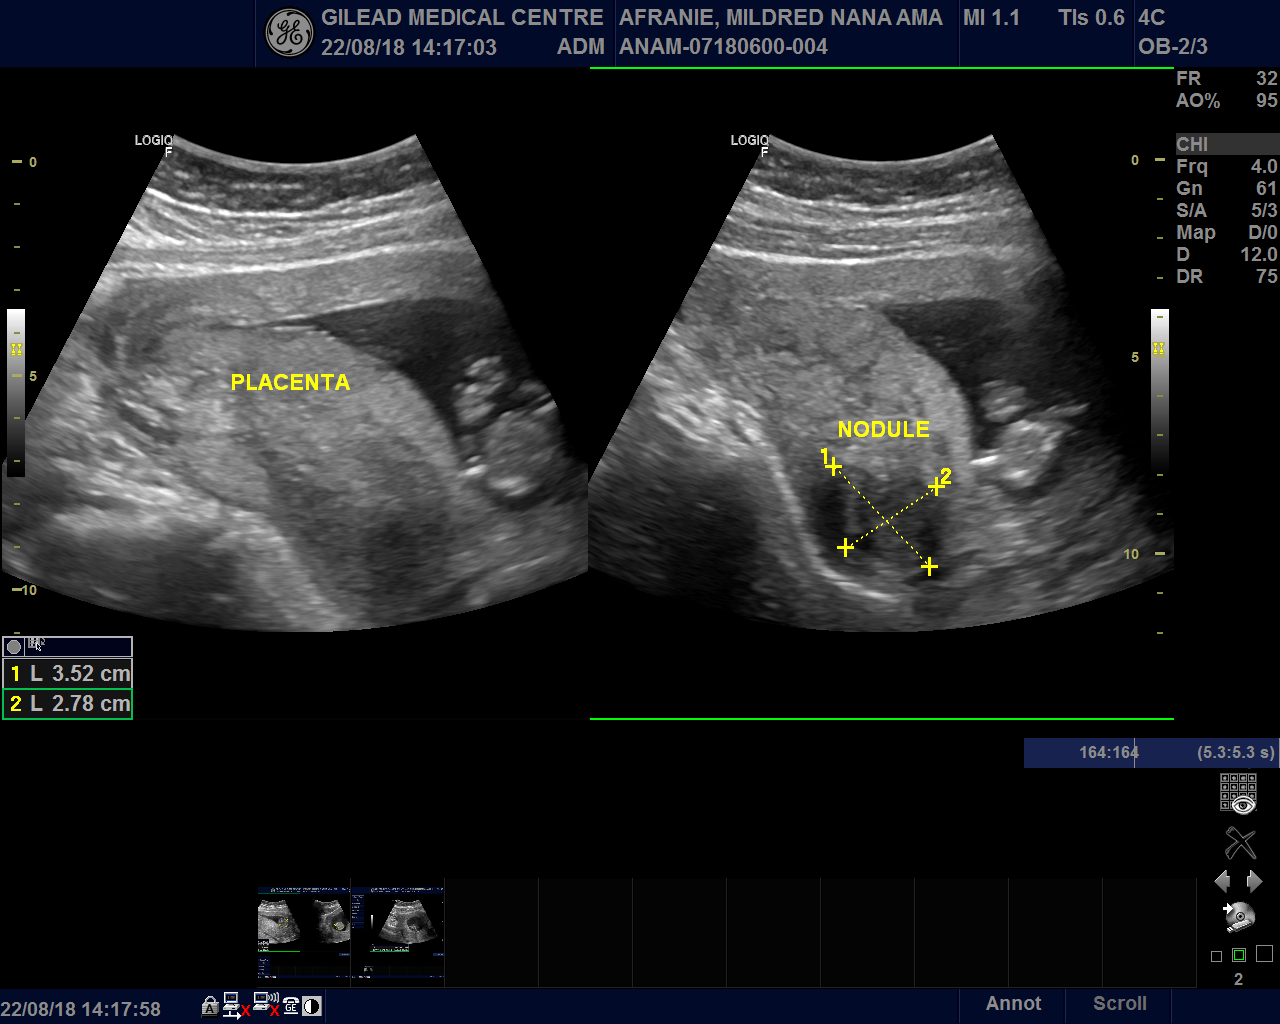 GILEAD MEDICAL CENTRE
22/08/18 14:17:03 ADM
AFRANIE, MILDRED NANA AMA
ANAM-07180600-004
MI 1.1 TIs 0.6
4C
OB-2/3
FR 32
AO% 95
CHI
Frq 4.0
Gn 61
S/A 5/3
Map D/0
D 12.0
DR 75
LOGIQ
F
0
5
10
PLACENTA
LOGIQ
F
0
5
10
NODULE
1
2
1 L 3.52 cm
2 L 2.78 cm
164:164 (5.3:5.3 s)
2
22/08/18 14:17:58
A
GE
Annot
Scroll